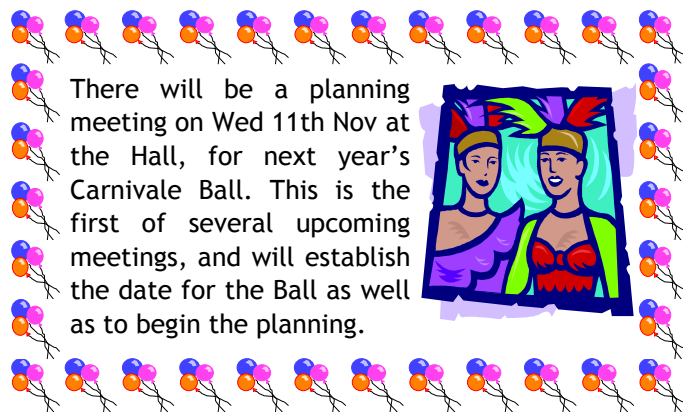 There will be a planning
meeting on Wed 11th Nov at
the Hall, for next year’s
Carnivale Ball. This is the
first of several upcoming
meetings, and will establish
the date for the Ball as well
as to begin the planning.